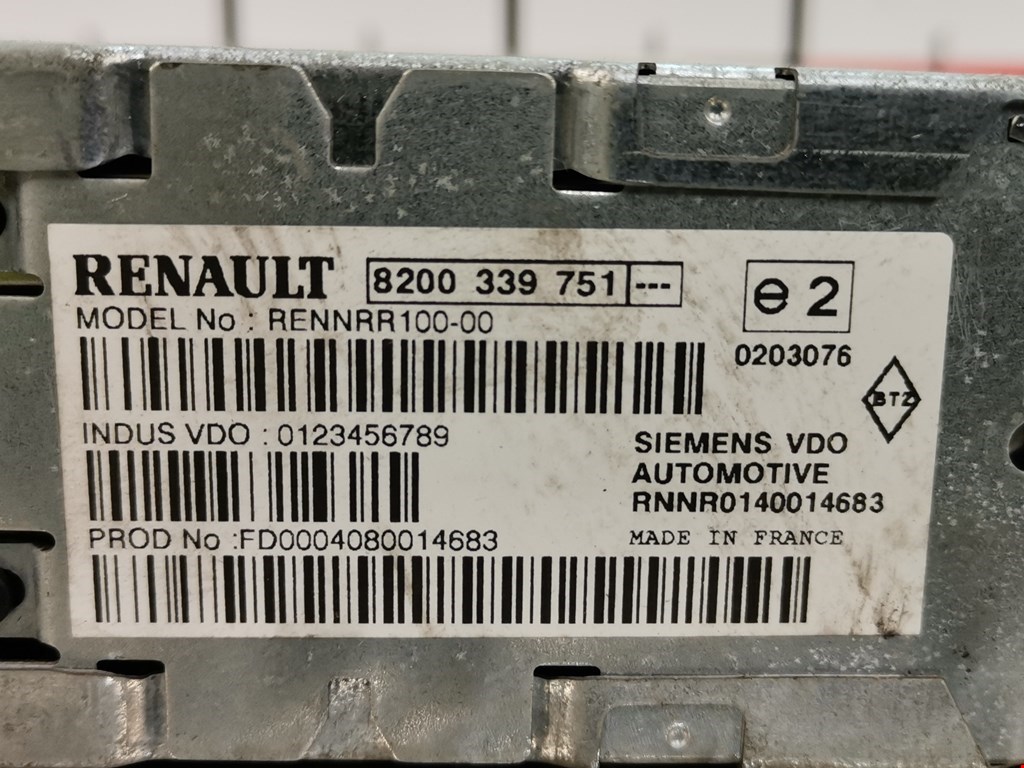 RENAULT 8200 339 751 ---
e 2
MODEL No : RENNRR100-00
0203076
BTZ
INDUS VDO : 0123456789
SIEMENS VDO
AUTOMOTIVE
RNNR0140014683
PROD No :FD0004080014683
MADE IN FRANCE